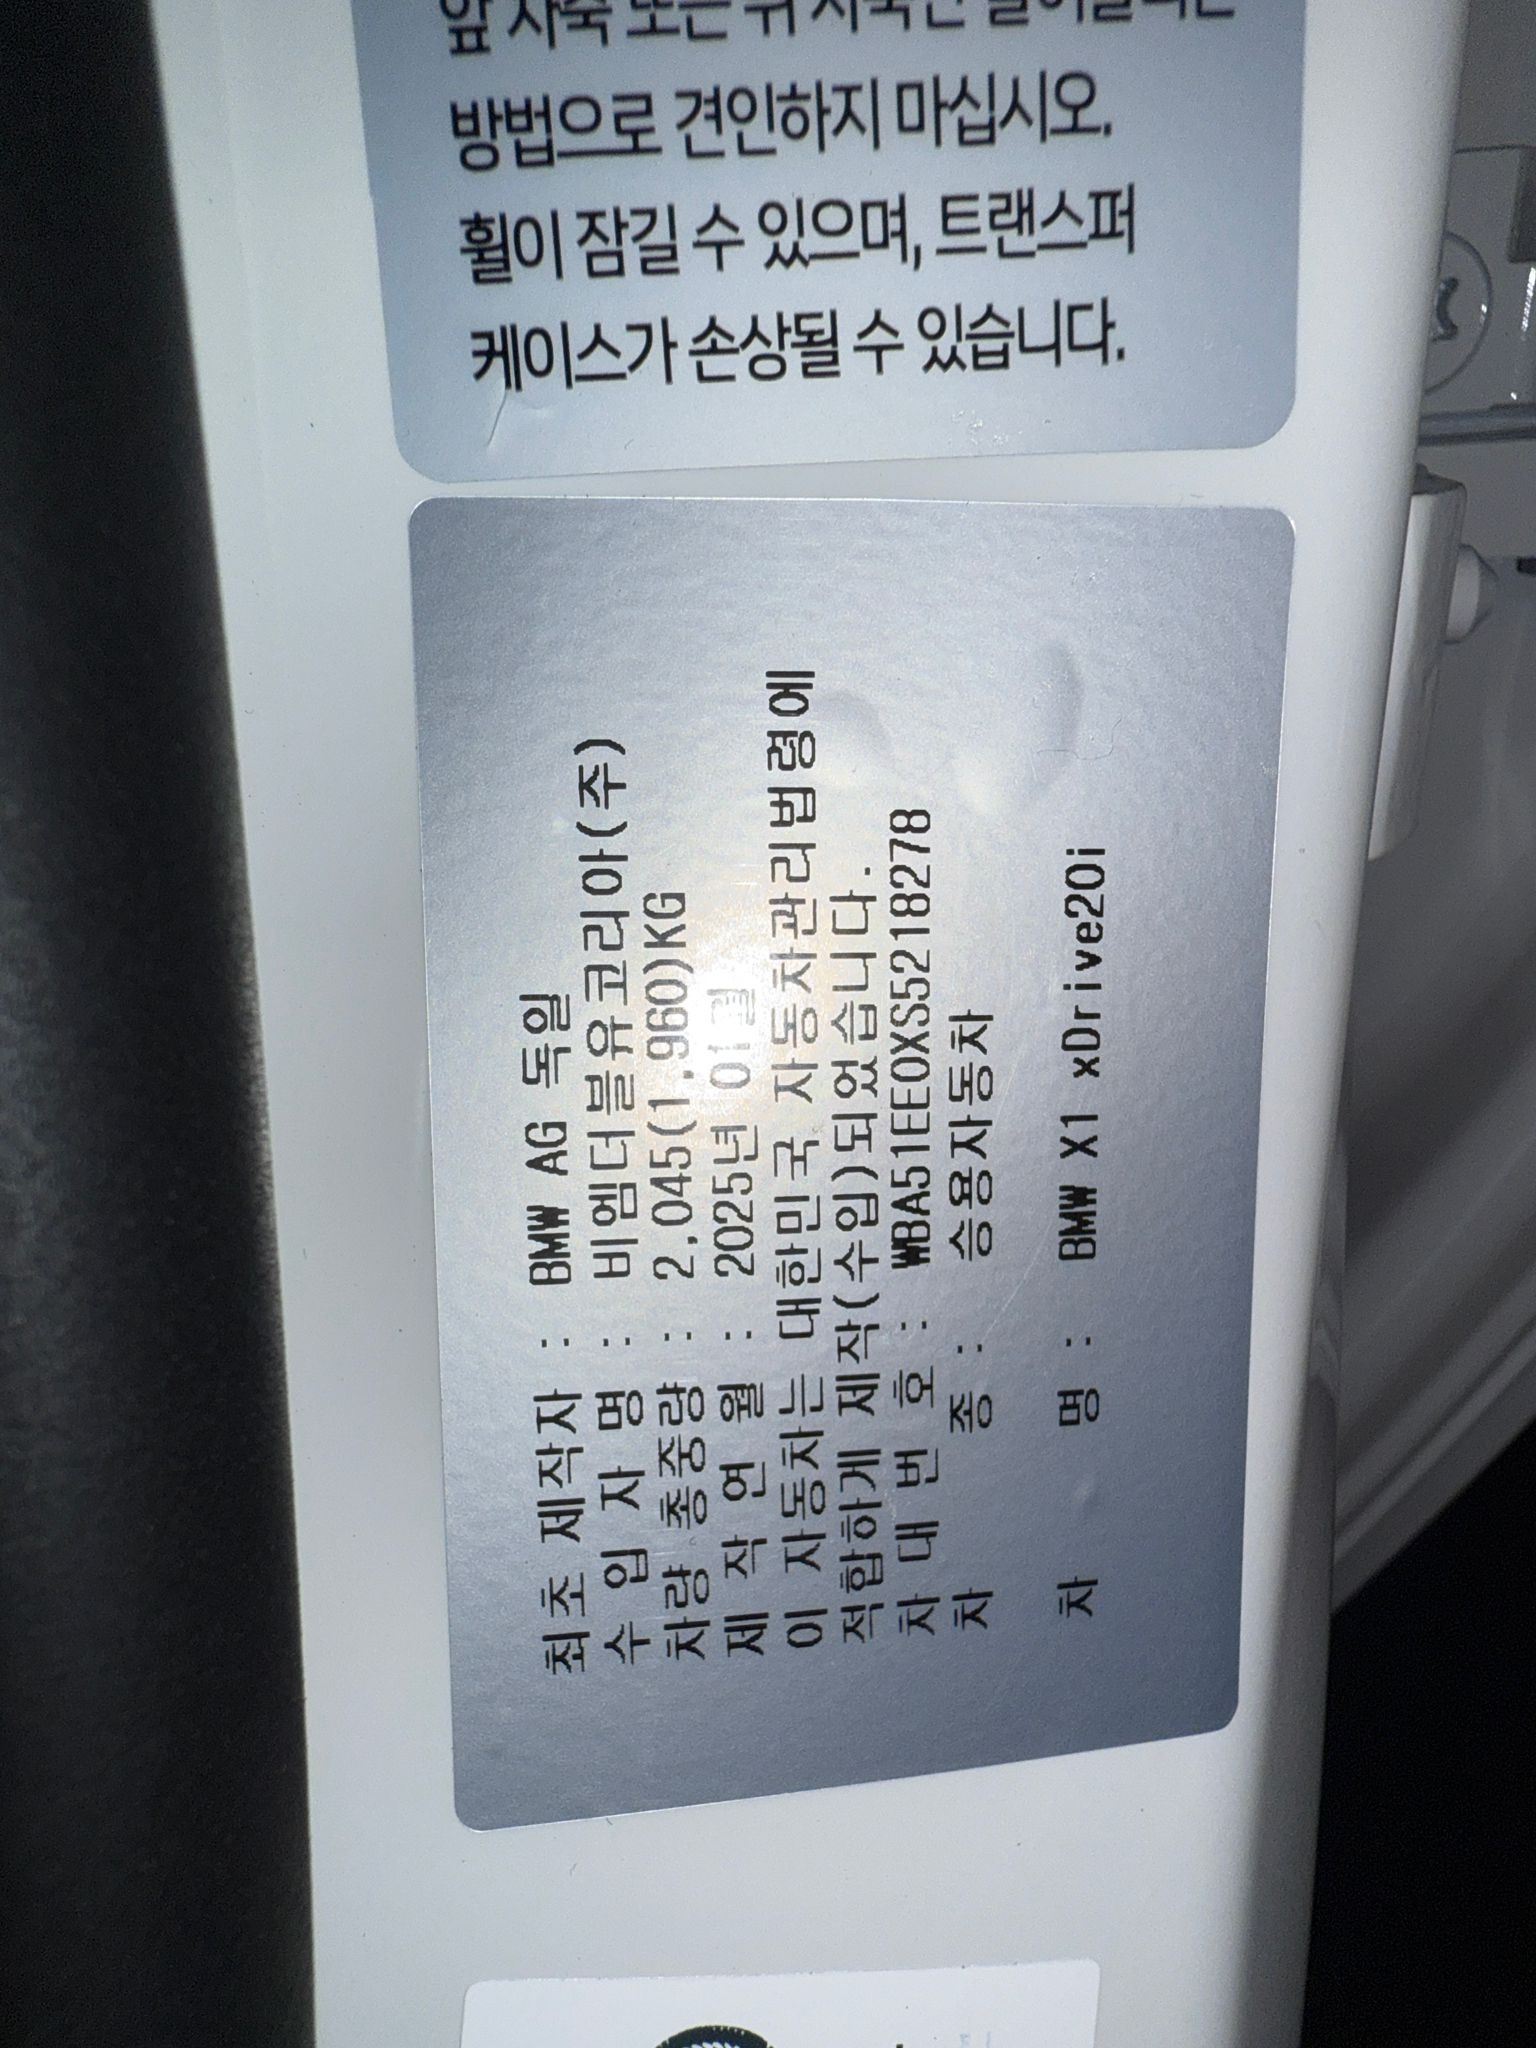 방법으로 견인하지 마십시오.
휠이 잠길 수 있으며, 트랜스퍼
케이스가 손상될 수 있습니다.
최초 제작자 : BMW AG 독일
수 입 자 명 : 비엠더블유코리아(주)
차량 총중량 : 2,045(1,960)KG
제 작 연 월 : 2025년 01월
이 자동차는 대한민국 자동차관리법령에
적합하게 제작(수입)되었습니다.
차 대 번 호 : WBA51EE0XS5218278
차 종 : 승용자동차
차 명 : BMW X1 xDrive20i